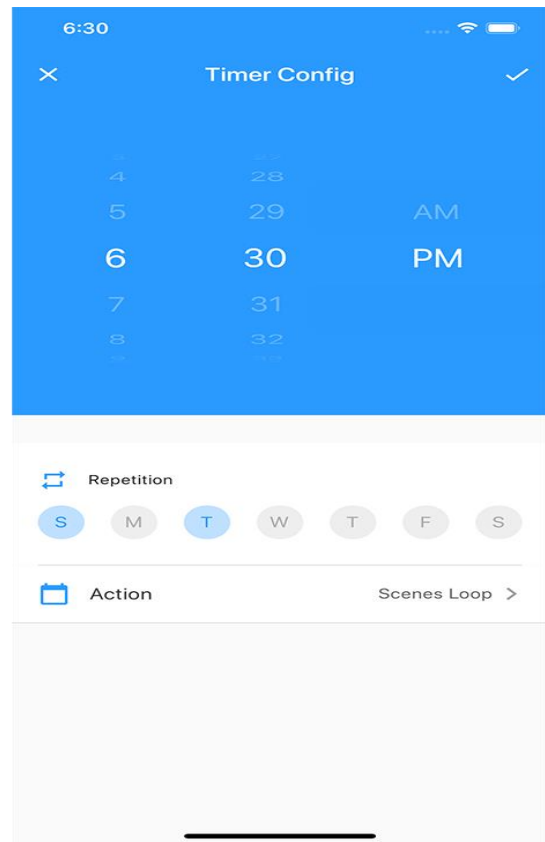 6:30
Timer Config
4 28
5 29 AM
6 30 PM
7 31
8 32
Repetition
S M T W T F S
Action Scenes Loop